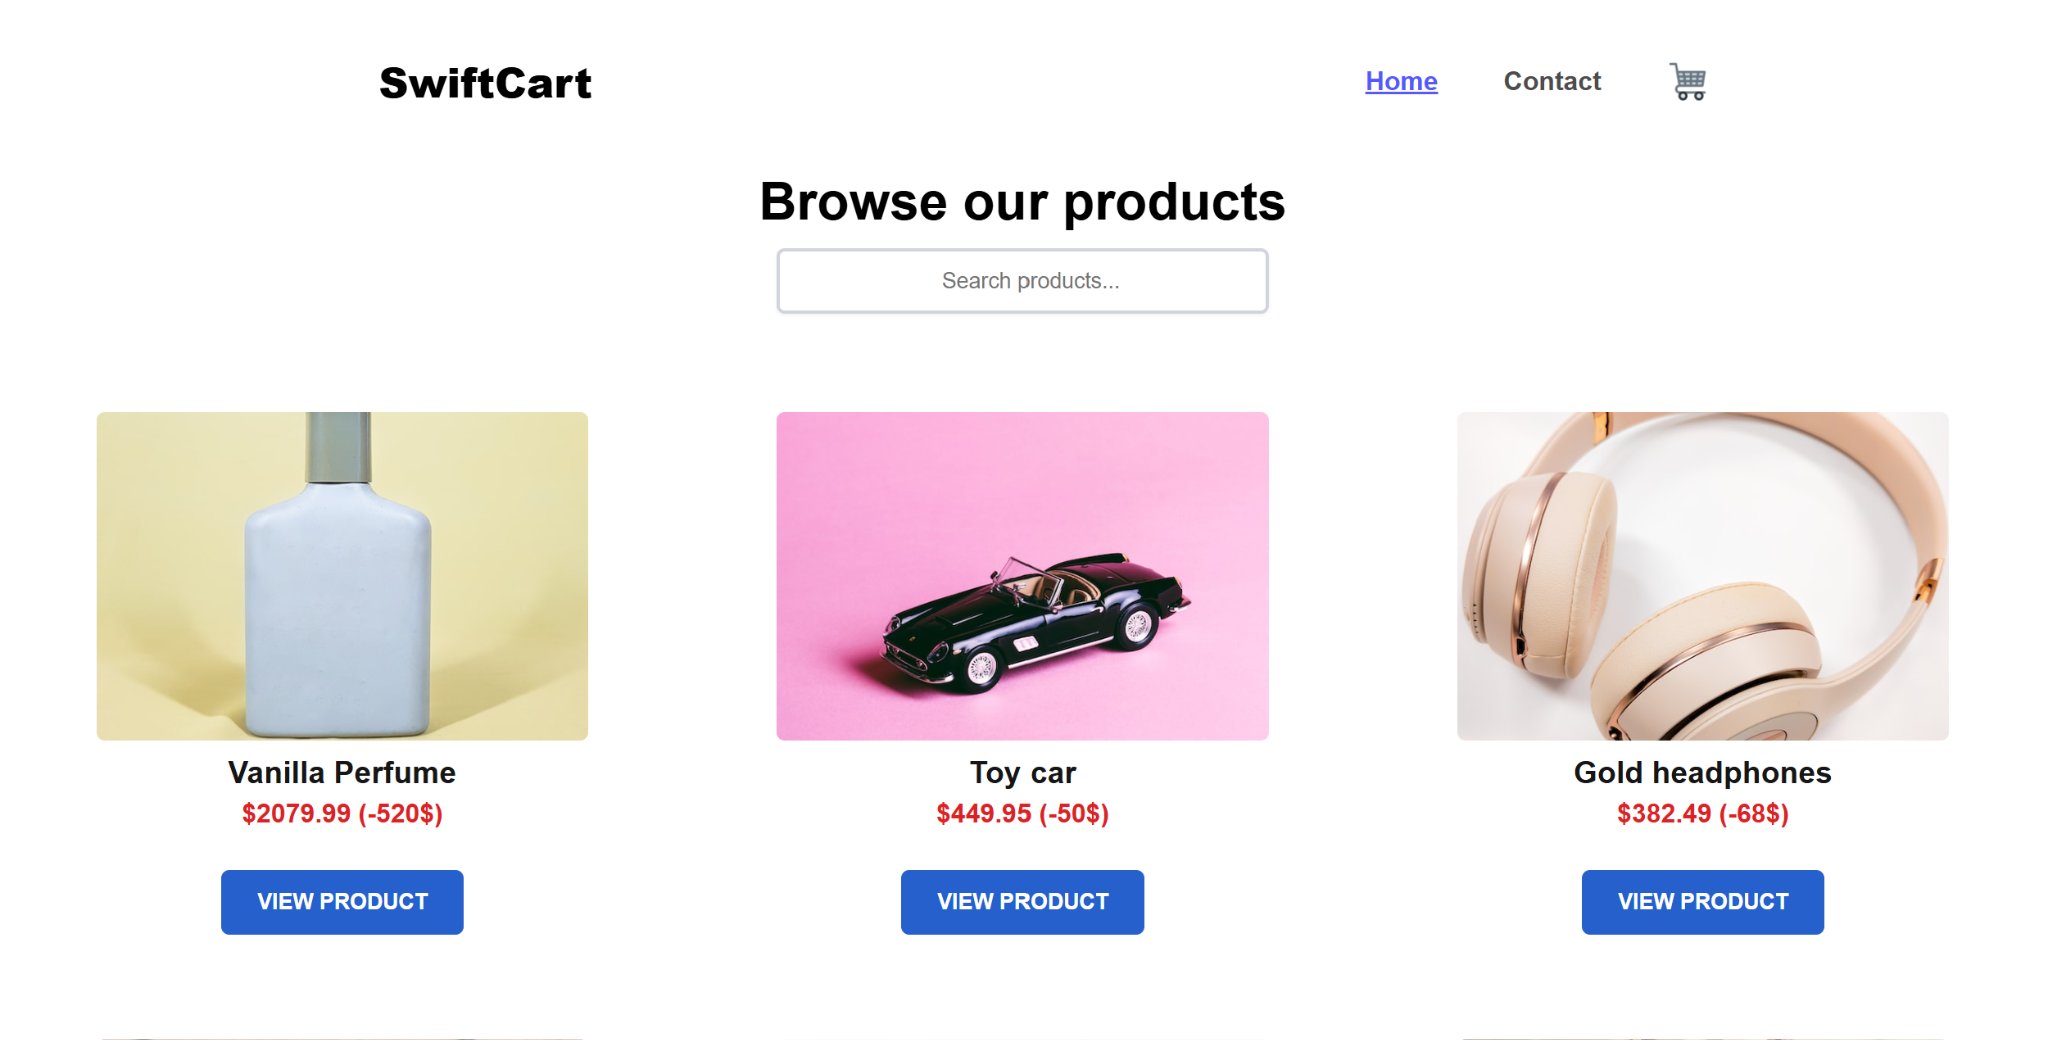 SwiftCart
Home Contact
Browse our products
Search products...
Vanilla Perfume
$2079.99 (-520$)
VIEW PRODUCT
Toy car
$449.95 (-50$)
VIEW PRODUCT
Gold headphones
$382.49 (-68$)
VIEW PRODUCT